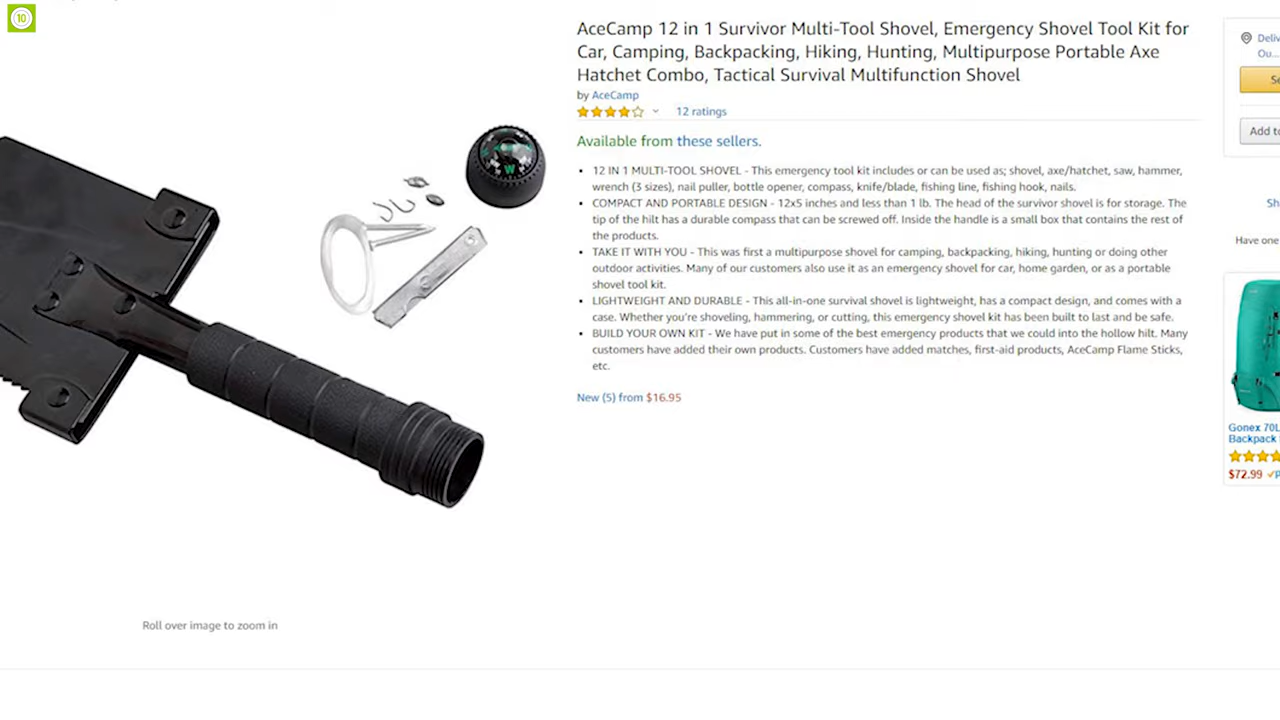 10
AceCamp 12 in 1 Survivor Multi-Tool Shovel, Emergency Shovel Tool Kit for
Car, Camping, Backpacking, Hiking, Hunting, Multipurpose Portable Axe
Hatchet Combo, Tactical Survival Multifunction Shovel
by AceCamp
12 ratings
Available from these sellers.
• 12 IN 1 MULTI-TOOL SHOVEL - This emergency tool kit includes or can be used as; shovel, axe/hatchet, saw, hammer,
wrench (3 sizes), nail puller, bottle opener, compass, knife/blade, fishing line, fishing hook, nails.
• COMPACT AND PORTABLE DESIGN - 12x5 inches and less than 1 lb. The head of the survivor shovel is for storage. The
tip of the hilt has a durable compass that can be screwed off. Inside the handle is a small box that contains the rest of
the products.
• TAKE IT WITH YOU - This was first a multipurpose shovel for camping, backpacking, hiking, hunting or doing other
outdoor activities. Many of our customers also use it as an emergency shovel for car, home garden, or as a portable
shovel tool kit.
• LIGHTWEIGHT AND DURABLE - This all-in-one survival shovel is lightweight, has a compact design, and comes with a
case. Whether you're shoveling, hammering, or cutting, this emergency shovel kit has been built to last and be safe.
• BUILD YOUR OWN KIT - We have put in some of the best emergency products that we could into the hollow hilt. Many
customers have added their own products. Customers have added matches, first-aid products, AceCamp Flame Sticks,
etc.
New (5) from $16.95
W
Roll over image to zoom in
Deliv
Ou...
Se
Add to
Sh
Have one
Gonex 70L
Backpack
$72.99